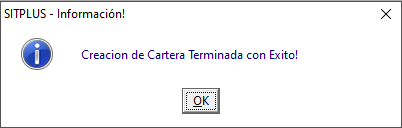 SITPLUS - Información!
Creacion de Cartera Terminada con Exito!
OK